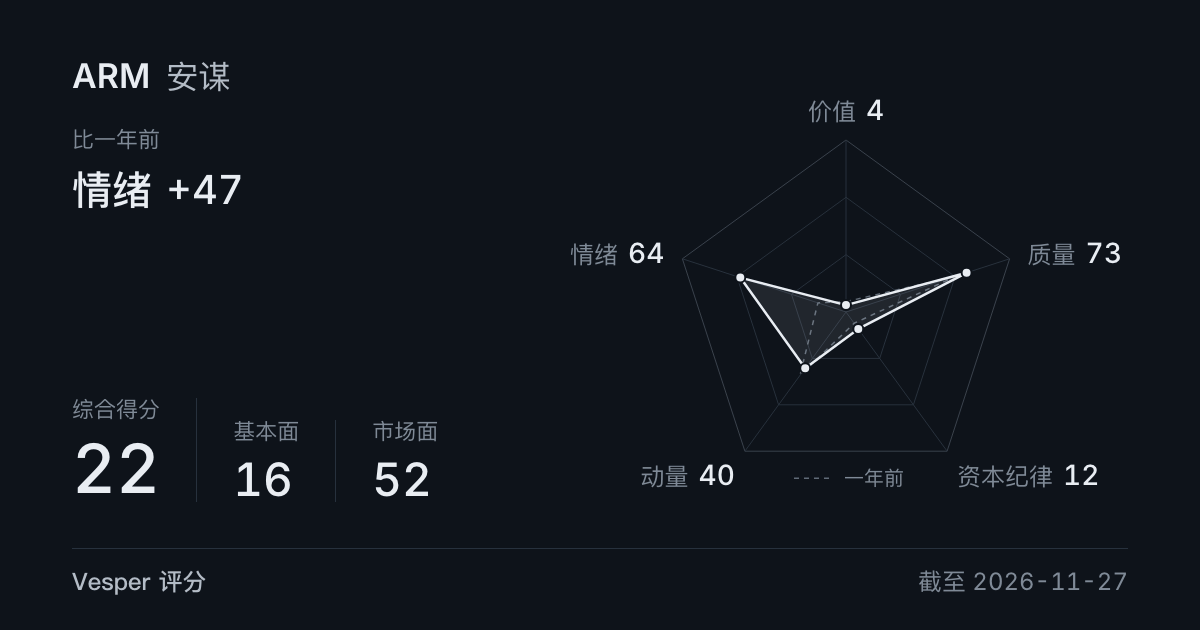 ARM 安谋
比一年前
情绪 +47
价值 4
情绪 64
质量 73
动量 40
一年前
资本纪律 12
综合得分
22
基本面
16
市场面
52
Vesper 评分
截至 2026-11-27